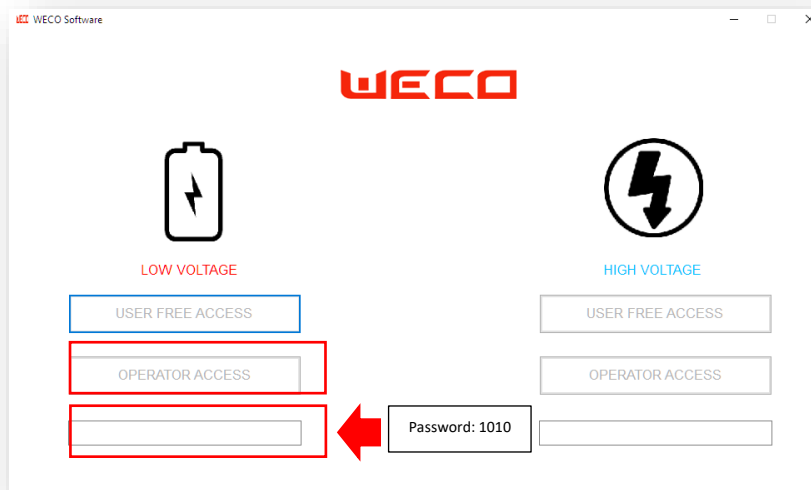 WECO WECO Software
WECO
LOW VOLTAGE
HIGH VOLTAGE
USER FREE ACCESS
USER FREE ACCESS
OPERATOR ACCESS
OPERATOR ACCESS
Password: 1010